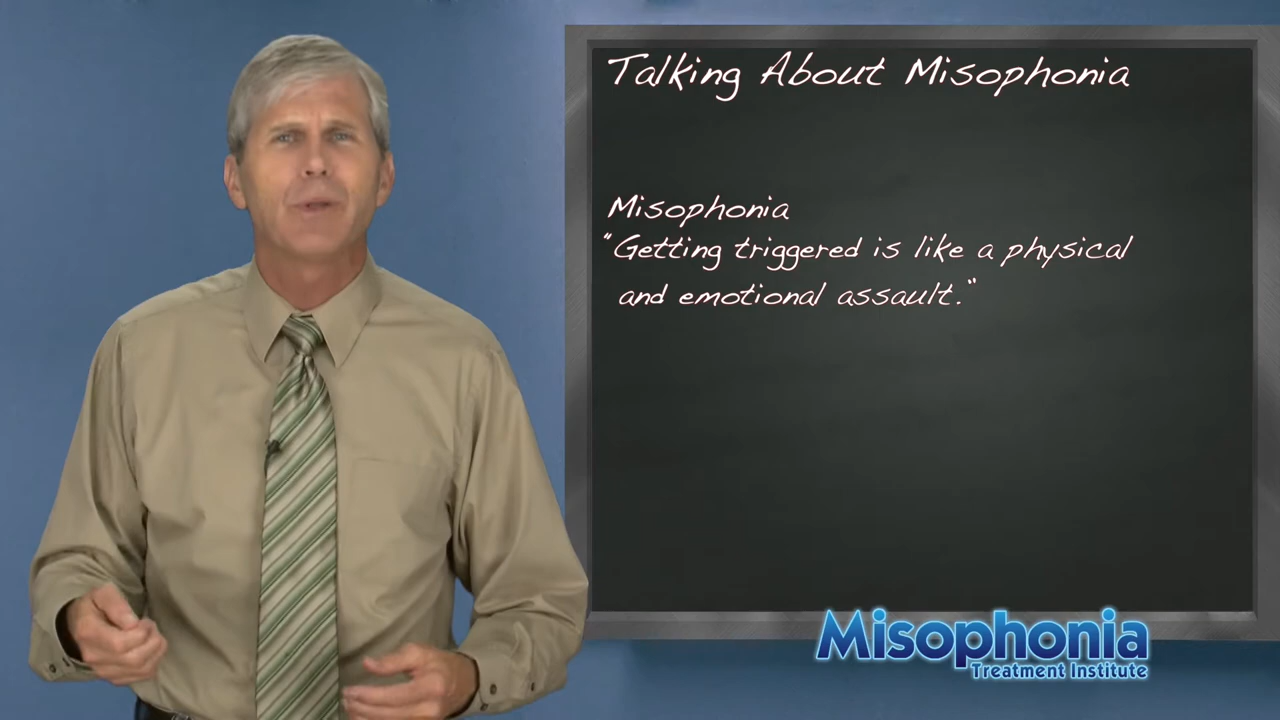 Talking About Misophonia
Misophonia
"Getting triggered is like a physical
and emotional assault."
Misophonia
Treatment Institute